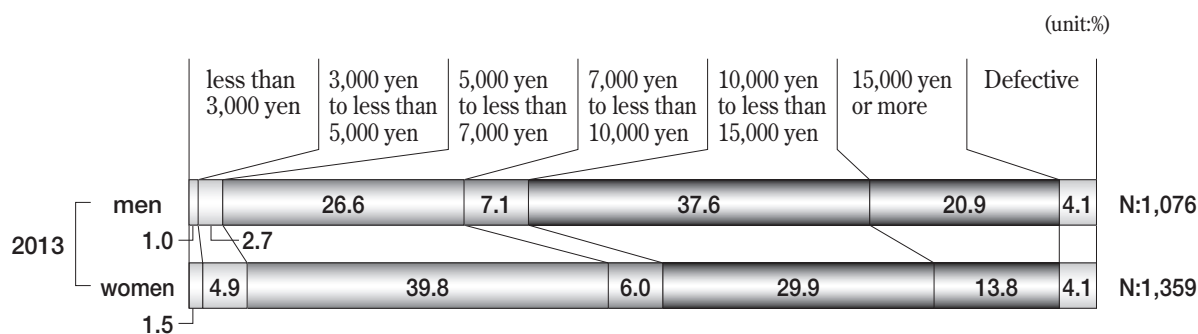 (unit:%)
less than
3,000 yen
3,000 yen
to less than
5,000 yen
5,000 yen
to less than
7,000 yen
7,000 yen
to less than
10,000 yen
10,000 yen
to less than
15,000 yen
15,000 yen
or more
Defective
2013
men
26.6 7.1 37.6 20.9 4.1 N:1,076
1.0 2.7
women
4.9 39.8 6.0 29.9 13.8 4.1 N:1,359
1.5